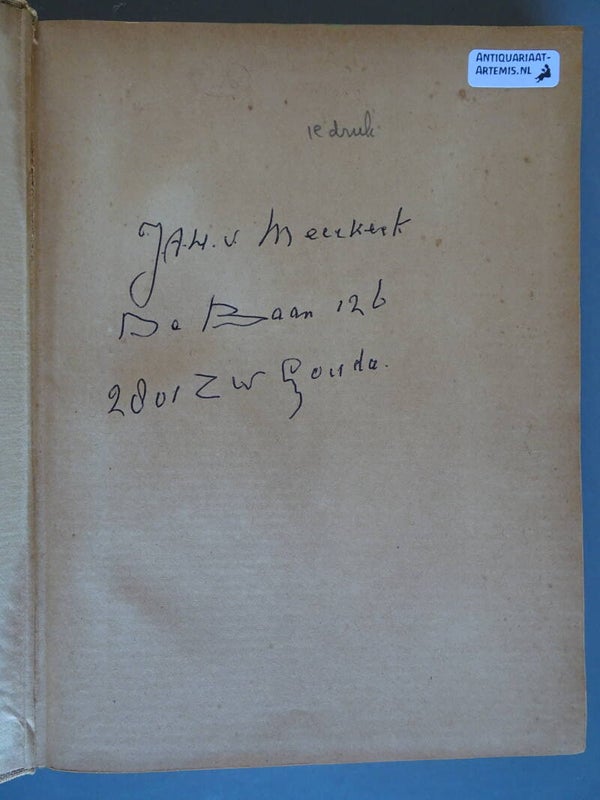 ANTIQUARIAAT-
ARTEMIS.NL
1e druk
J.A.H. v Meerkerk
De Baan 126
2801 ZW Gouda.